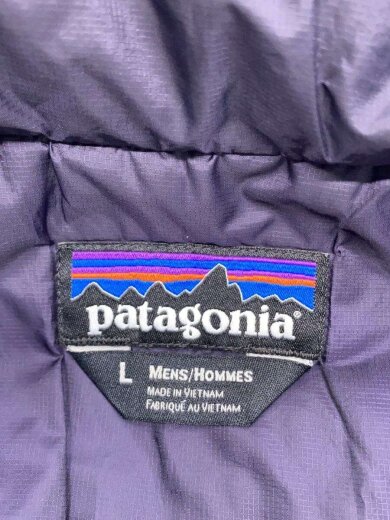 patagonia
L MENS/HOMMES
MADE IN VIETNAM
FABRIQUÉ AU VIETNAM